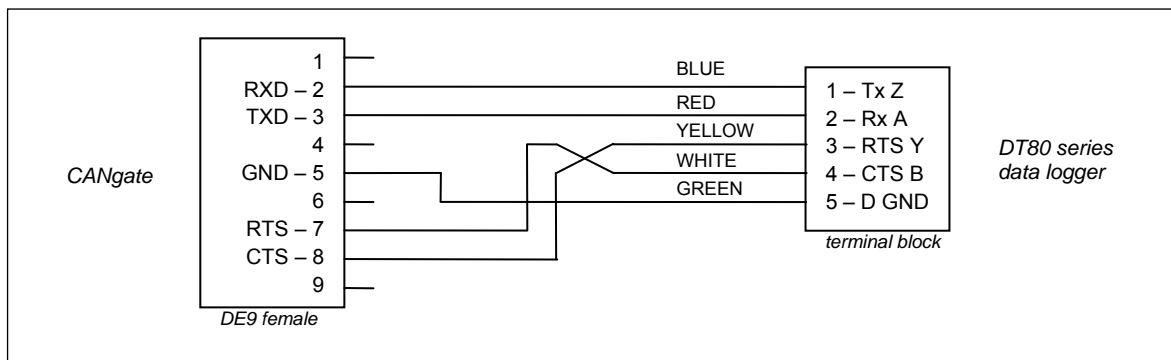 CANgate
1
RXD – 2
TXD – 3
4
GND – 5
6
RTS – 7
CTS – 8
9
DE9 female
BLUE
RED
YELLOW
WHITE
GREEN
1 – Tx Z
2 – Rx A
3 – RTS Y
4 – CTS B
5 – D GND
terminal block
DT80 series
data logger